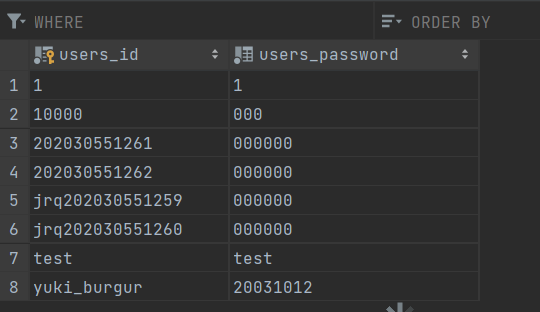 WHERE ORDER BY
users_id users_password
1 1 1
2 10000 000
3 202030551261 000000
4 202030551262 000000
5 jrq202030551259 000000
6 jrq202030551260 000000
7 test test
8 yuki_burgur 20031012